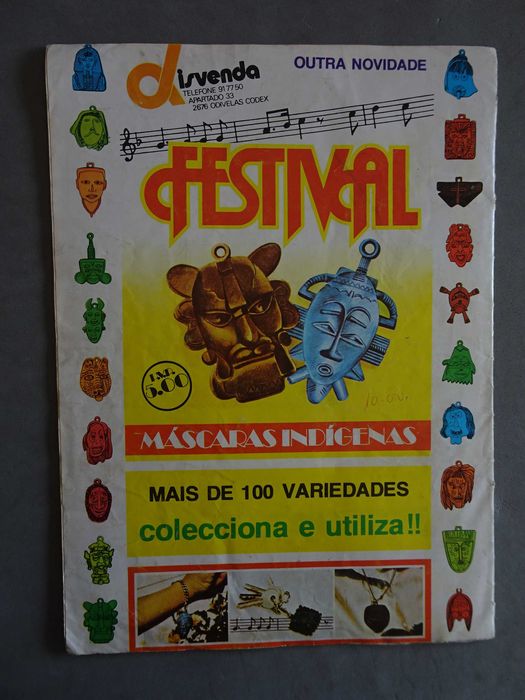 disvenda
OUTRA NOVIDADE
TELEFONE 91 77 50
APARTADO 33
2676 ODIVELAS CODEX
FESTIVAL
5.00
MÁSCARAS INDÍGENAS
MAIS DE 100 VARIEDADES
colecciona e utiliza!!